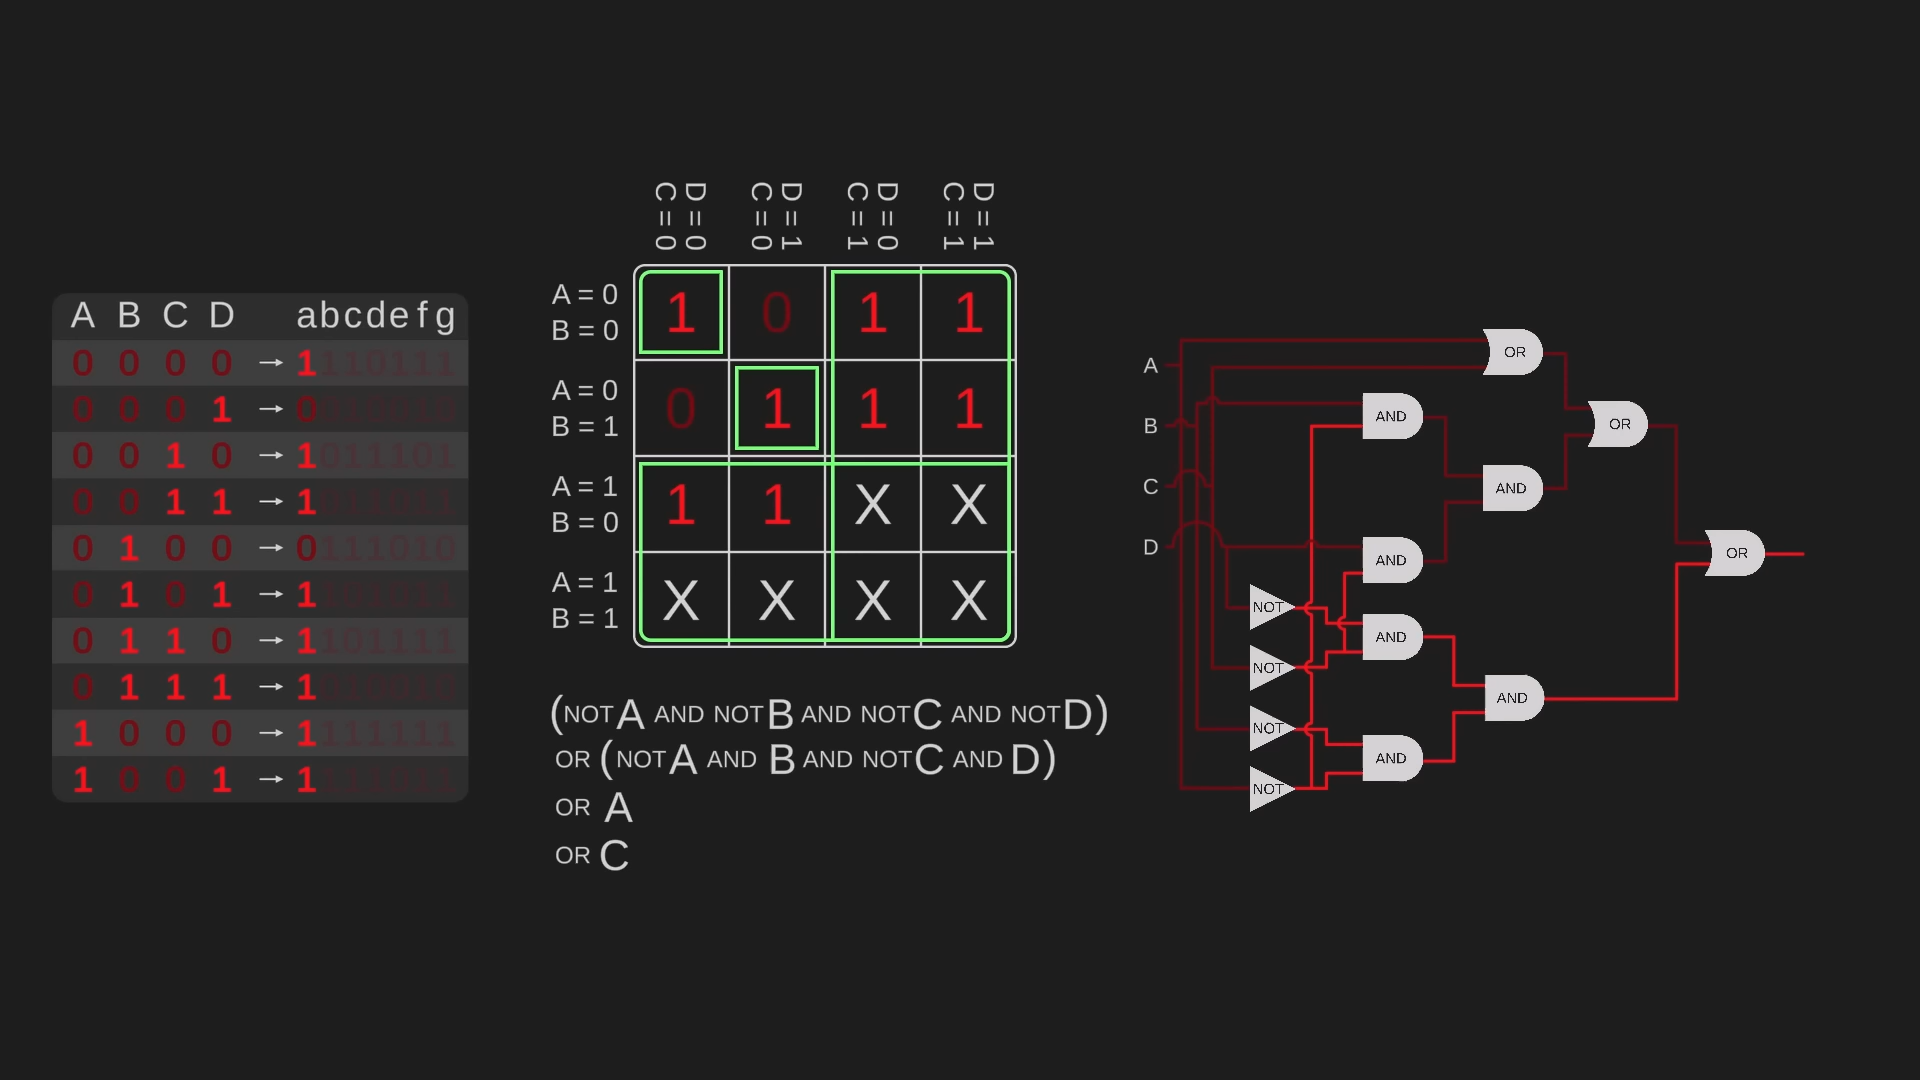 A B C D abcdefg
0 0 0 0 → 1110111
0 0 0 1 → 0010010
0 0 1 0 → 1011101
0 0 1 1 → 1011011
0 1 0 0 → 0111010
0 1 0 1 → 1101011
0 1 1 0 → 1101111
0 1 1 1 → 1010010
1 0 0 0 → 1111111
1 0 0 1 → 1111011
C = 0 D = 0
C = 0 D = 1
C = 1 D = 0
C = 1 D = 1
A = 0
B = 0
1 0 1 1
A = 0
B = 1
0 1 1 1
A = 1
B = 0
1 1 X X
A = 1
B = 1
X X X X
(NOT A AND NOT B AND NOT C AND NOT D)
OR (NOT A AND B AND NOT C AND D)
OR A
OR C
A
B
C
D
OR
AND
OR
AND
OR
AND
NOT
AND
NOT
AND
NOT
AND
NOT